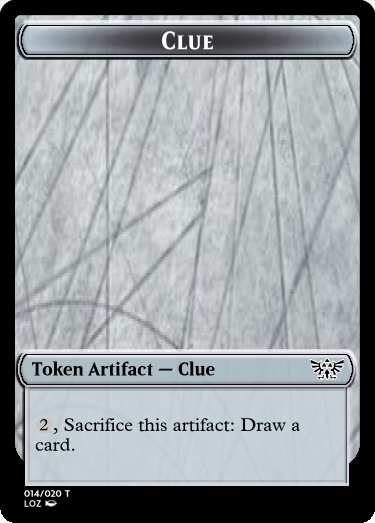 Clue
Token Artifact — Clue
2, Sacrifice this artifact: Draw a
card.
014/020 T
LOZ